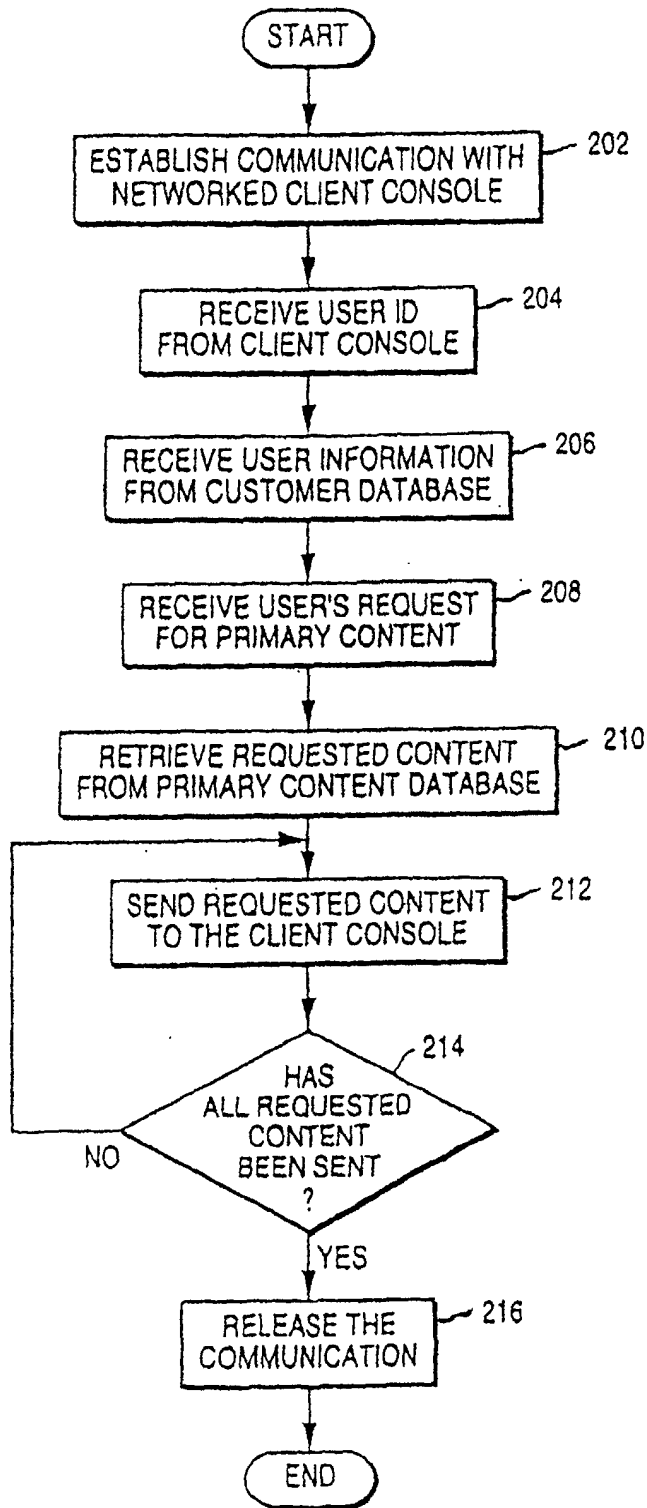 START
ESTABLISH COMMUNICATION WITH
NETWORKED CLIENT CONSOLE
202
RECEIVE USER ID
FROM CLIENT CONSOLE
204
RECEIVE USER INFORMATION
FROM CUSTOMER DATABASE
206
RECEIVE USER'S REQUEST
FOR PRIMARY CONTENT
208
RETRIEVE REQUESTED CONTENT
FROM PRIMARY CONTENT DATABASE
210
SEND REQUESTED CONTENT
TO THE CLIENT CONSOLE
212
HAS
ALL REQUESTED
CONTENT
BEEN SENT
?
214
NO
YES
RELEASE THE
COMMUNICATION
216
END